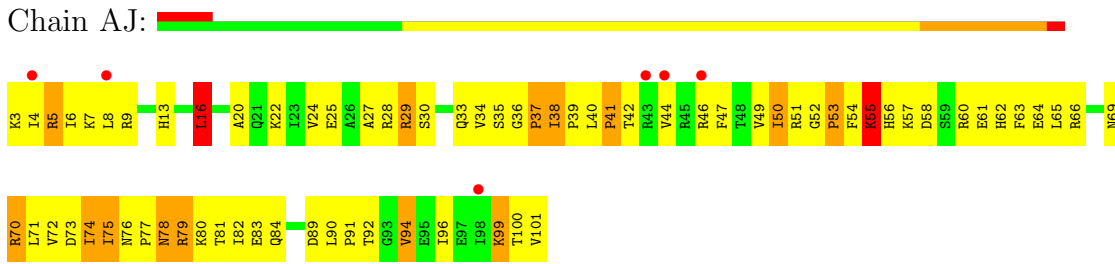 Chain AJ:
K3 I4 R5 I6 K7 L8 R9 H13 L16 A20 Q21 K22 I23 V24 E25 A26 A27 R28 R29 S30 Q33 V34 S35 G36 P37 I38 P39 L40 P41 T42 R43 V44 R45 R46 F47 T48 V49 I50 R51 G52 P53 F54 K55 H56 K57 D58 S59 R60 E61 H62 F63 E64 L65 R66 N69
R70 L71 V72 D73 I74 I75 N76 P77 N78 R79 K80 T81 I82 E83 Q84 D89 L90 P91 T92 G93 V94 E95 I96 E97 I98 K99 T100 V101